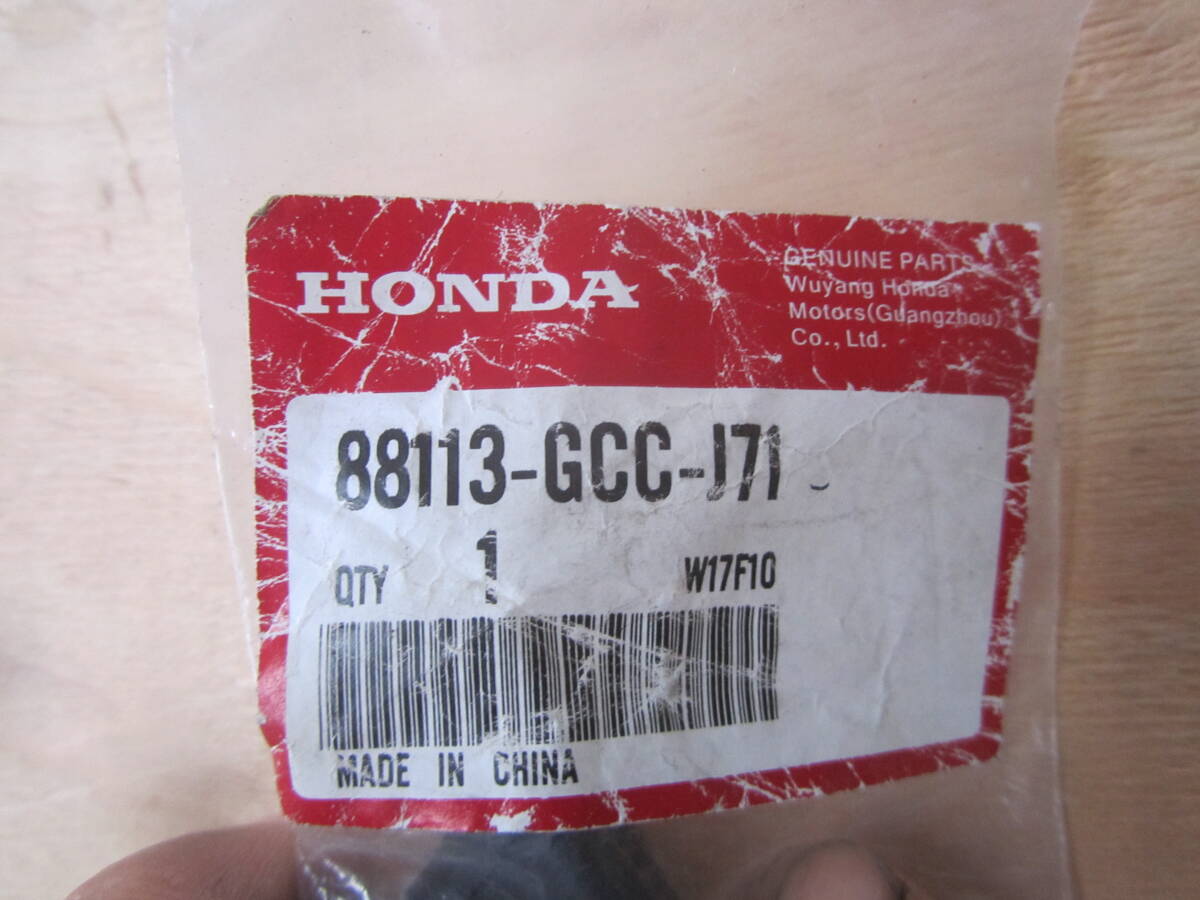 HONDA
GENUINE PARTS
Wuyang Honda
Motors(Guangzhou)
Co., Ltd.
88113-GCC-J71
QTY 1 W17F10
MADE IN CHINA